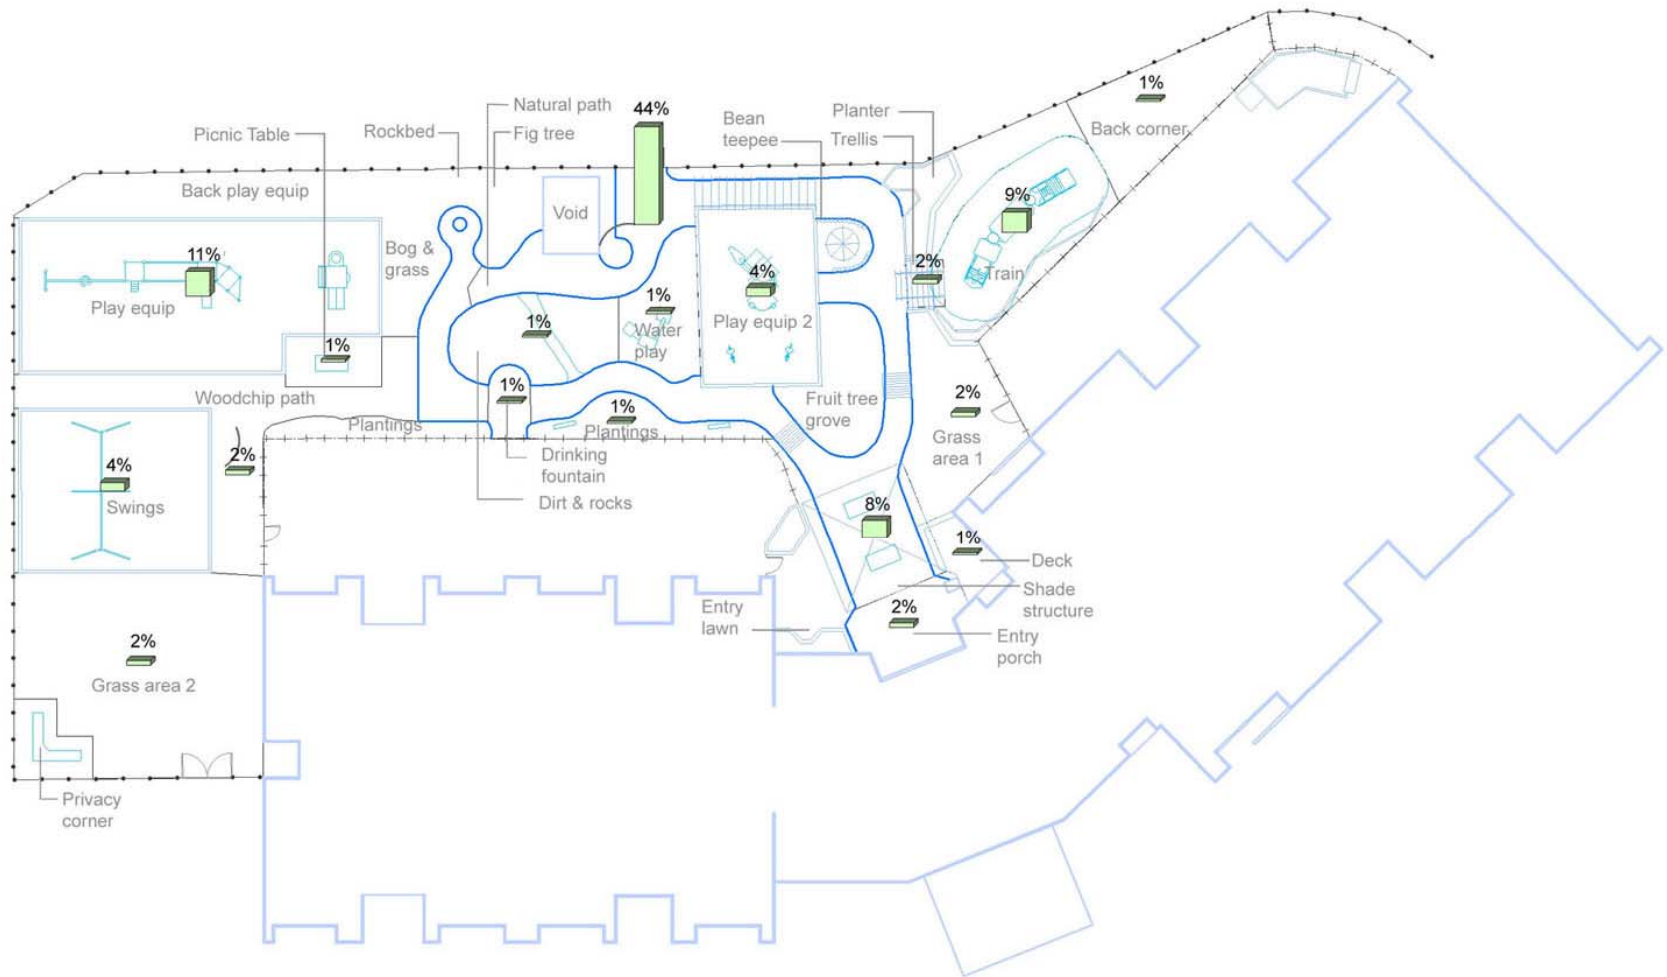 1%
Back corner
Natural path
44%
Planter
Bean
teepee
Picnic Table
Rockbed
Fig tree
Trellis
Back play equip
9%
Void
Bog &
grass
11%
2%
Train
4%
Play equip
1%
Water
play
Play equip 2
1%
1%
1%
2%
Woodchip path
Fruit tree
grove
1%
Plantings
Plantings
Grass
area 1
2%
Drinking
fountain
4%
Swings
Dirt & rocks
8%
1%
Deck
Shade
structure
Entry
lawn
2%
Entry
porch
2%
Grass area 2
Privacy
corner